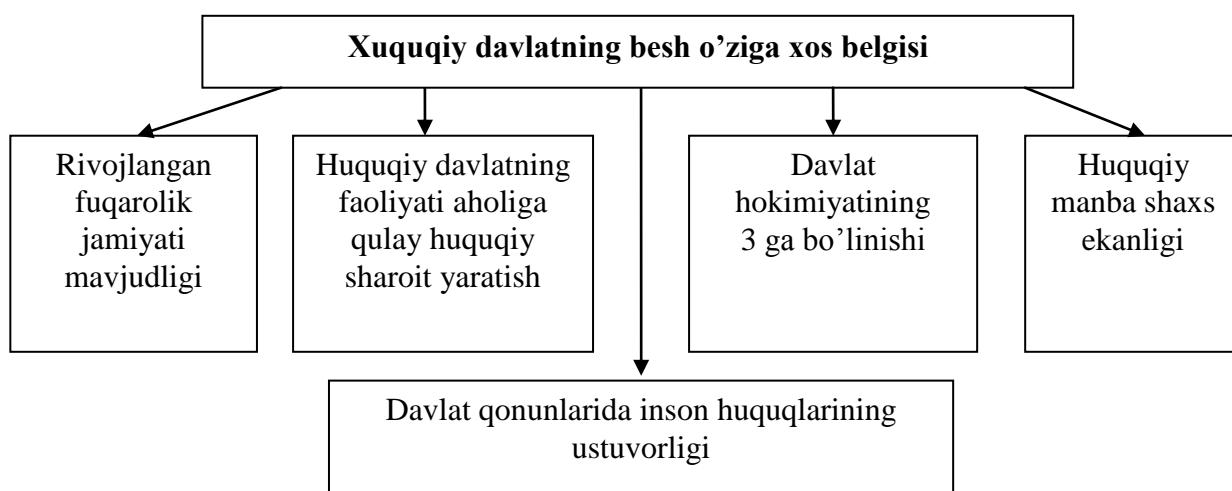 Xuquqiy davlatning besh o’ziga xos belgisi
Rivojlangan
fuqarolik
jamiyati
mavjudligi
Huquqiy davlatning
faoliyati aholiga
qulay huquqiy
sharoit yaratish
Davlat
hokimiyatining
3 ga bo’linishi
Huquqiy
manba shaxs
ekanligi
Davlat qonunlarida inson huquqlarining
ustuvorligi